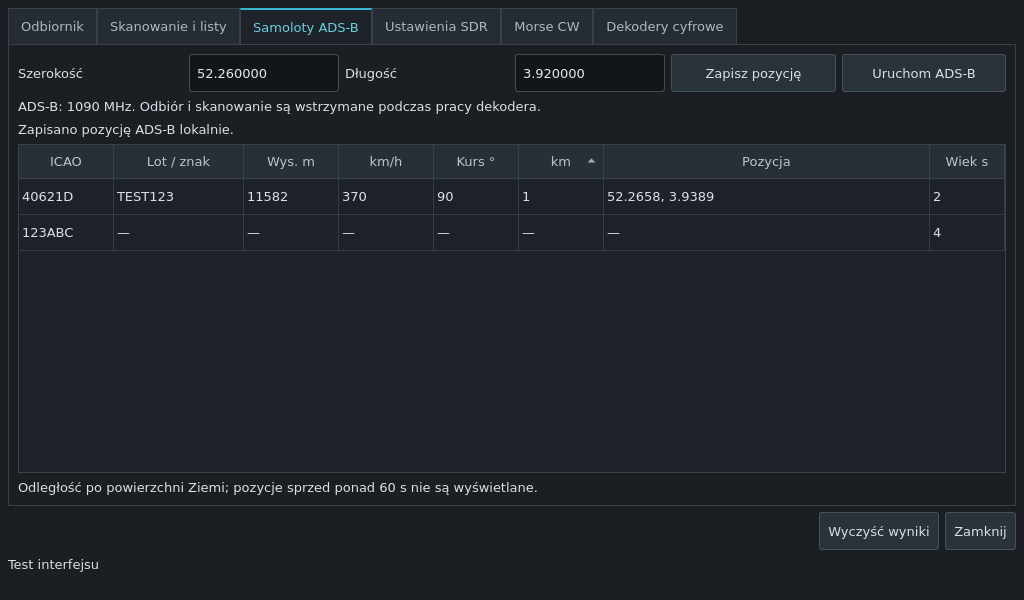 Odbiornik Skanowanie i listy Samoloty ADS-B Ustawienia SDR Morse CW Dekodery cyfrowe
Szerokość 52.260000 Długość 3.920000 Zapisz pozycję Uruchom ADS-B
ADS-B: 1090 MHz. Odbiór i skanowanie są wstrzymane podczas pracy dekodera.
Zapisano pozycję ADS-B lokalnie.
ICAO Lot / znak Wys. m km/h Kurs ° km Pozycja Wiek s
40621D TEST123 11582 370 90 1 52.2658, 3.9389 2
123ABC — — — — — — 4
Odległość po powierzchni Ziemi; pozycje sprzed ponad 60 s nie są wyświetlane.
Wyczyść wyniki Zamknij
Test interfejsu